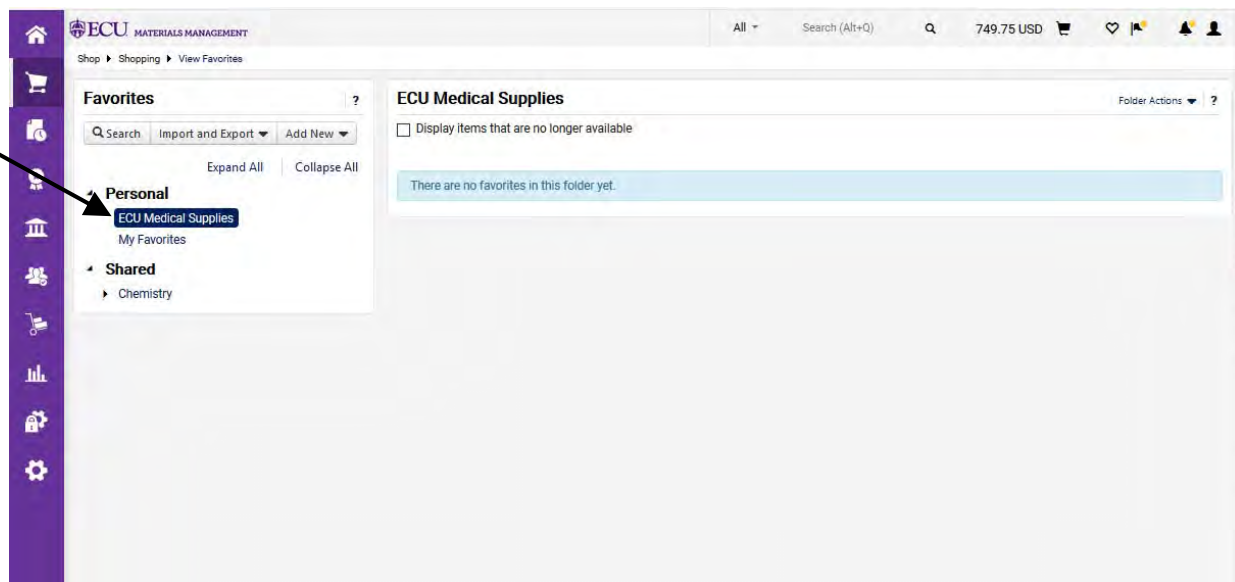 ECU MATERIALS MANAGEMENT
All
Search (Alt+Q)
749.75 USD
Shop Shopping View Favorites
Favorites ?
Search Import and Export Add New
Expand All Collapse All
Personal
ECU Medical Supplies
My Favorites
Shared
Chemistry
ECU Medical Supplies
Folder Actions ?
Display items that are no longer available
There are no favorites in this folder yet.